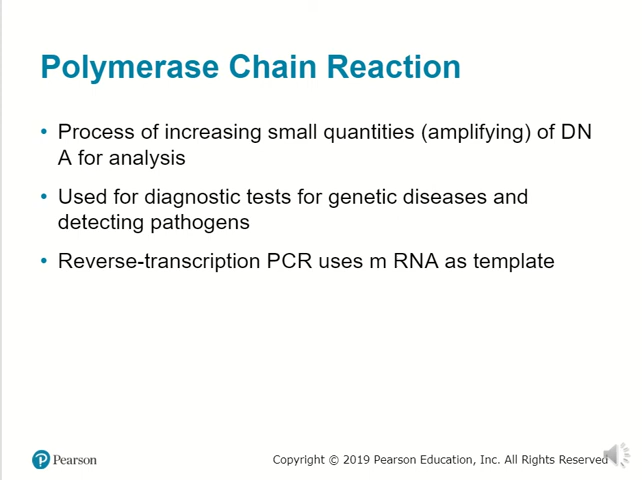 Polymerase Chain Reaction
• Process of increasing small quantities (amplifying) of DN
A for analysis
• Used for diagnostic tests for genetic diseases and
detecting pathogens
• Reverse-transcription PCR uses m RNA as template
Pearson
Copyright © 2019 Pearson Education, Inc. All Rights Reserved